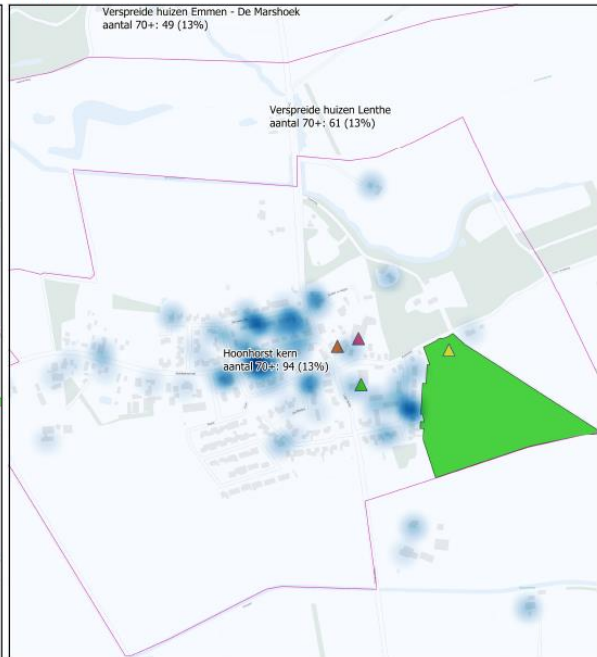 Verspreide huizen Emmen - De Marshoek
aantal 70+: 49 (13%)
Verspreide huizen Lenthe
aantal 70+: 61 (13%)
Hoonhorst kern
aantal 70+: 94 (13%)